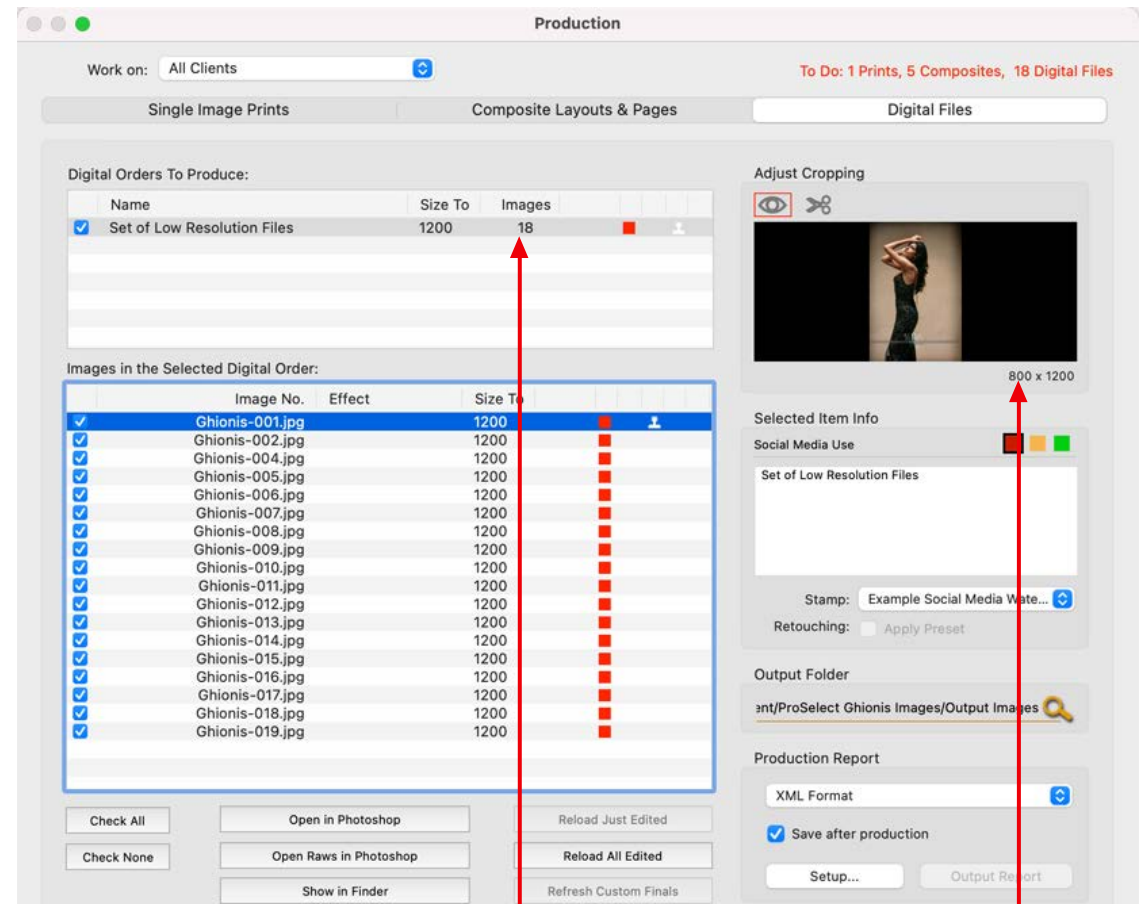 Production
Work on: All Clients
To Do: 1 Prints, 5 Composites, 18 Digital Files
Single Image Prints Composite Layouts & Pages Digital Files
Digital Orders To Produce:
Name Size To Images
Set of Low Resolution Files 1200 18
Images in the Selected Digital Order:
Image No. Effect Size To
Ghionis-001.jpg 1200
Ghionis-002.jpg 1200
Ghionis-004.jpg 1200
Ghionis-005.jpg 1200
Ghionis-006.jpg 1200
Ghionis-007.jpg 1200
Ghionis-008.jpg 1200
Ghionis-009.jpg 1200
Ghionis-010.jpg 1200
Ghionis-011.jpg 1200
Ghionis-012.jpg 1200
Ghionis-013.jpg 1200
Ghionis-014.jpg 1200
Ghionis-015.jpg 1200
Ghionis-016.jpg 1200
Ghionis-017.jpg 1200
Ghionis-018.jpg 1200
Ghionis-019.jpg 1200
Check All Open in Photoshop Reload Just Edited
Check None Open Raws in Photoshop Reload All Edited
Show in Finder Refresh Custom Finals
Adjust Cropping
800 x 1200
Selected Item Info
Social Media Use
Set of Low Resolution Files
Stamp: Example Social Media Wate...
Retouching: Apply Preset
Output Folder
ent/ProSelect Ghionis Images/Output Images
Production Report
XML Format
Save after production
Setup... Output Report